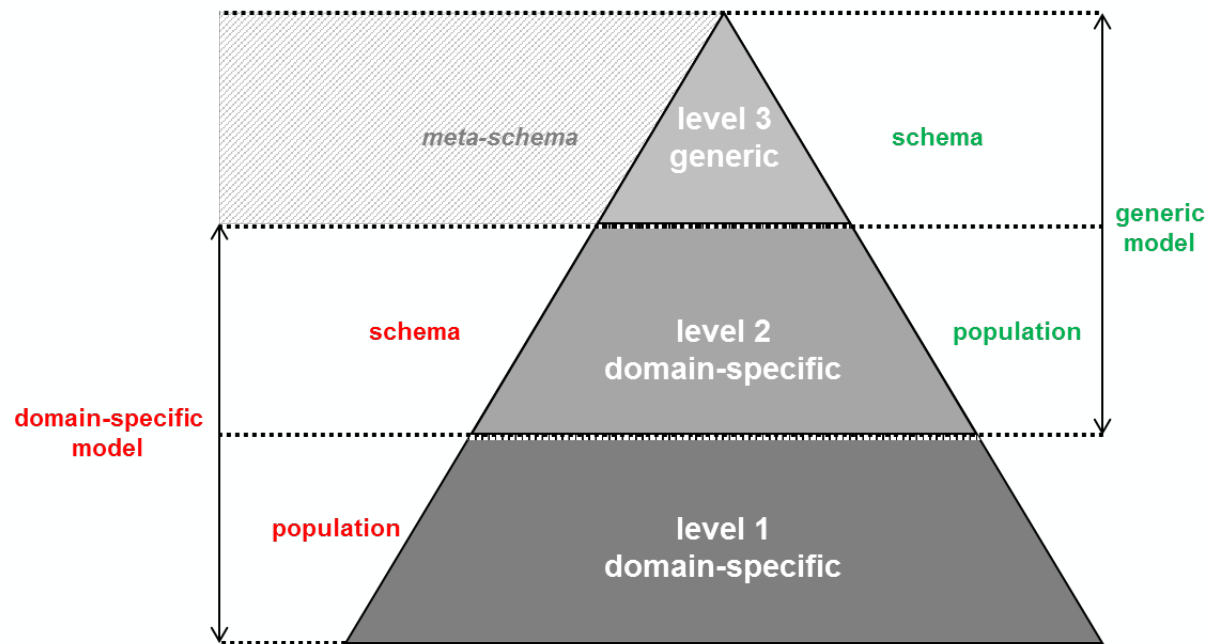 meta-schema
level 3
generic
schema
generic
model
schema
level 2
domain-specific
population
domain-specific
model
population
level 1
domain-specific